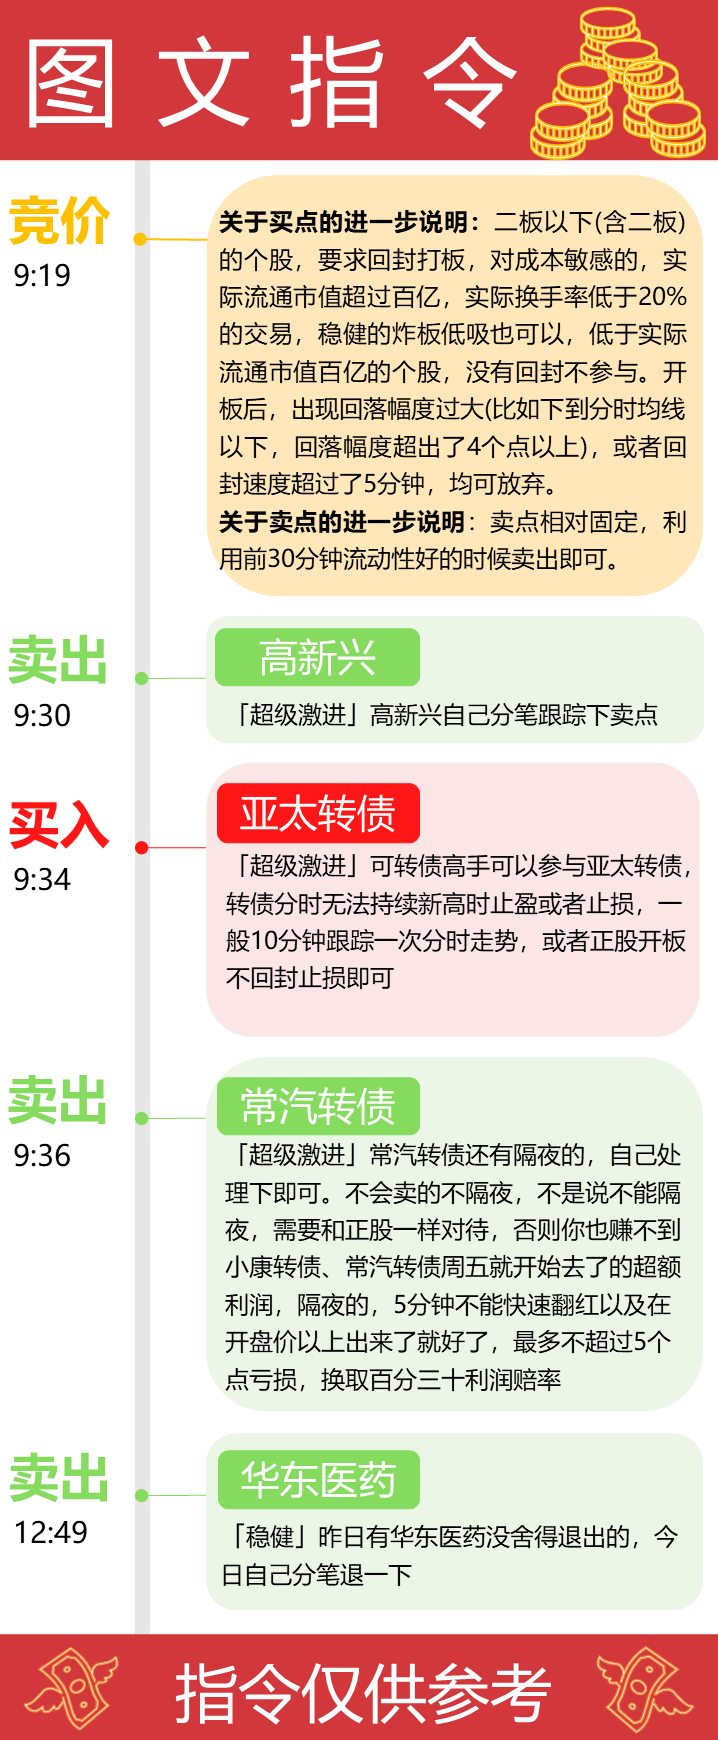 图文指令
竞价
9:19
关于买点的进一步说明：二板以下(含二板)
的个股，要求回封打板，对成本敏感的，实
际流通市值超过百亿，实际换手率低于20%
的交易，稳健的炸板低吸也可以，低于实际
流通市值百亿的个股，没有回封不参与。开
板后，出现回落幅度过大(比如下到分时均线
以下，回落幅度超出了4个点以上)，或者回
封速度超过了5分钟，均可放弃。
关于卖点的进一步说明：卖点相对固定，利
用前30分钟流动性好的时候卖出即可。
卖出
9:30
高新兴
「超级激进」高新兴自己分笔跟踪下卖点
买入
9:34
亚太转债
「超级激进」可转债高手可以参与亚太转债，
转债分时无法持续新高时止盈或者止损，一
般10分钟跟踪一次分时走势，或者正股开板
不回封止损即可
卖出
9:36
常汽转债
「超级激进」常汽转债还有隔夜的，自己处
理下即可。不会卖的不隔夜，不是说不能隔
夜，需要和正股一样对待，否则你也赚不到
小康转债、常汽转债周五就开始去了的超额
利润，隔夜的，5分钟不能快速翻红以及在
开盘价以上出来了就好了，最多不超过5个
点亏损，换取百分三十利润赔率
卖出
12:49
华东医药
「稳健」昨日有华东医药没舍得退出的，今
日自己分笔退一下
指令仅供参考